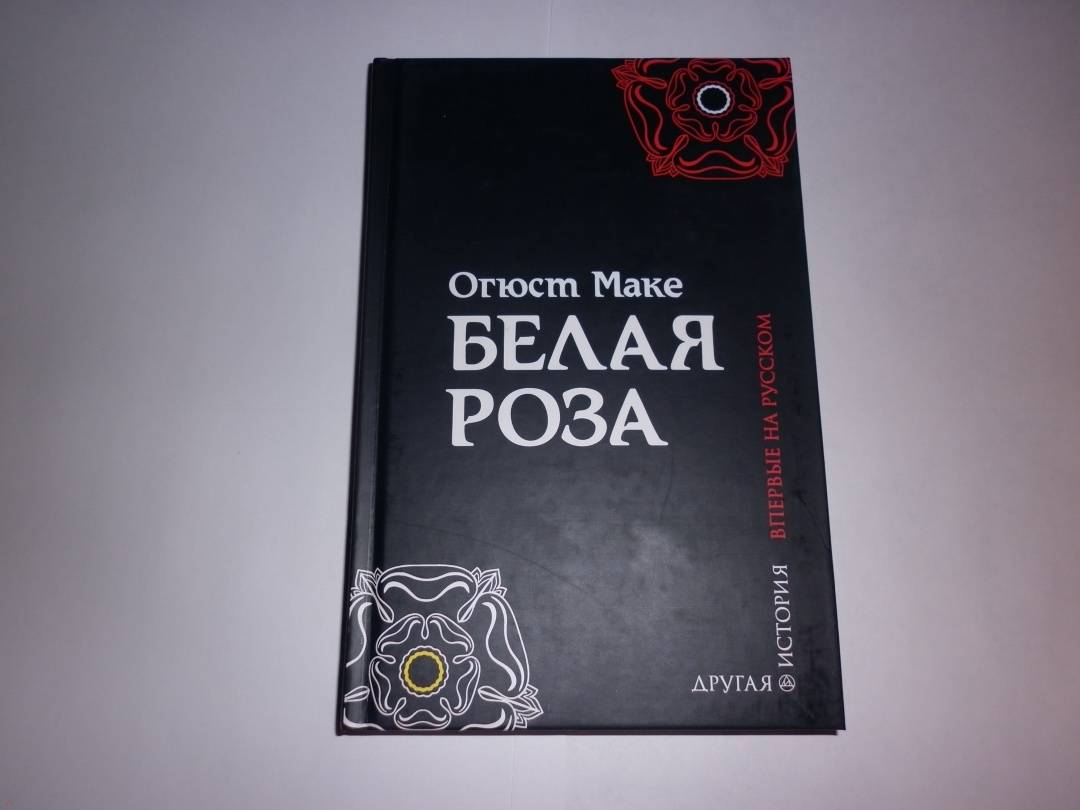 Огюст Маке
БЕЛАЯ
РОЗА
ВПЕРВЫЕ НА РУССКОМ
ДРУГАЯ
ИСТОРИЯ